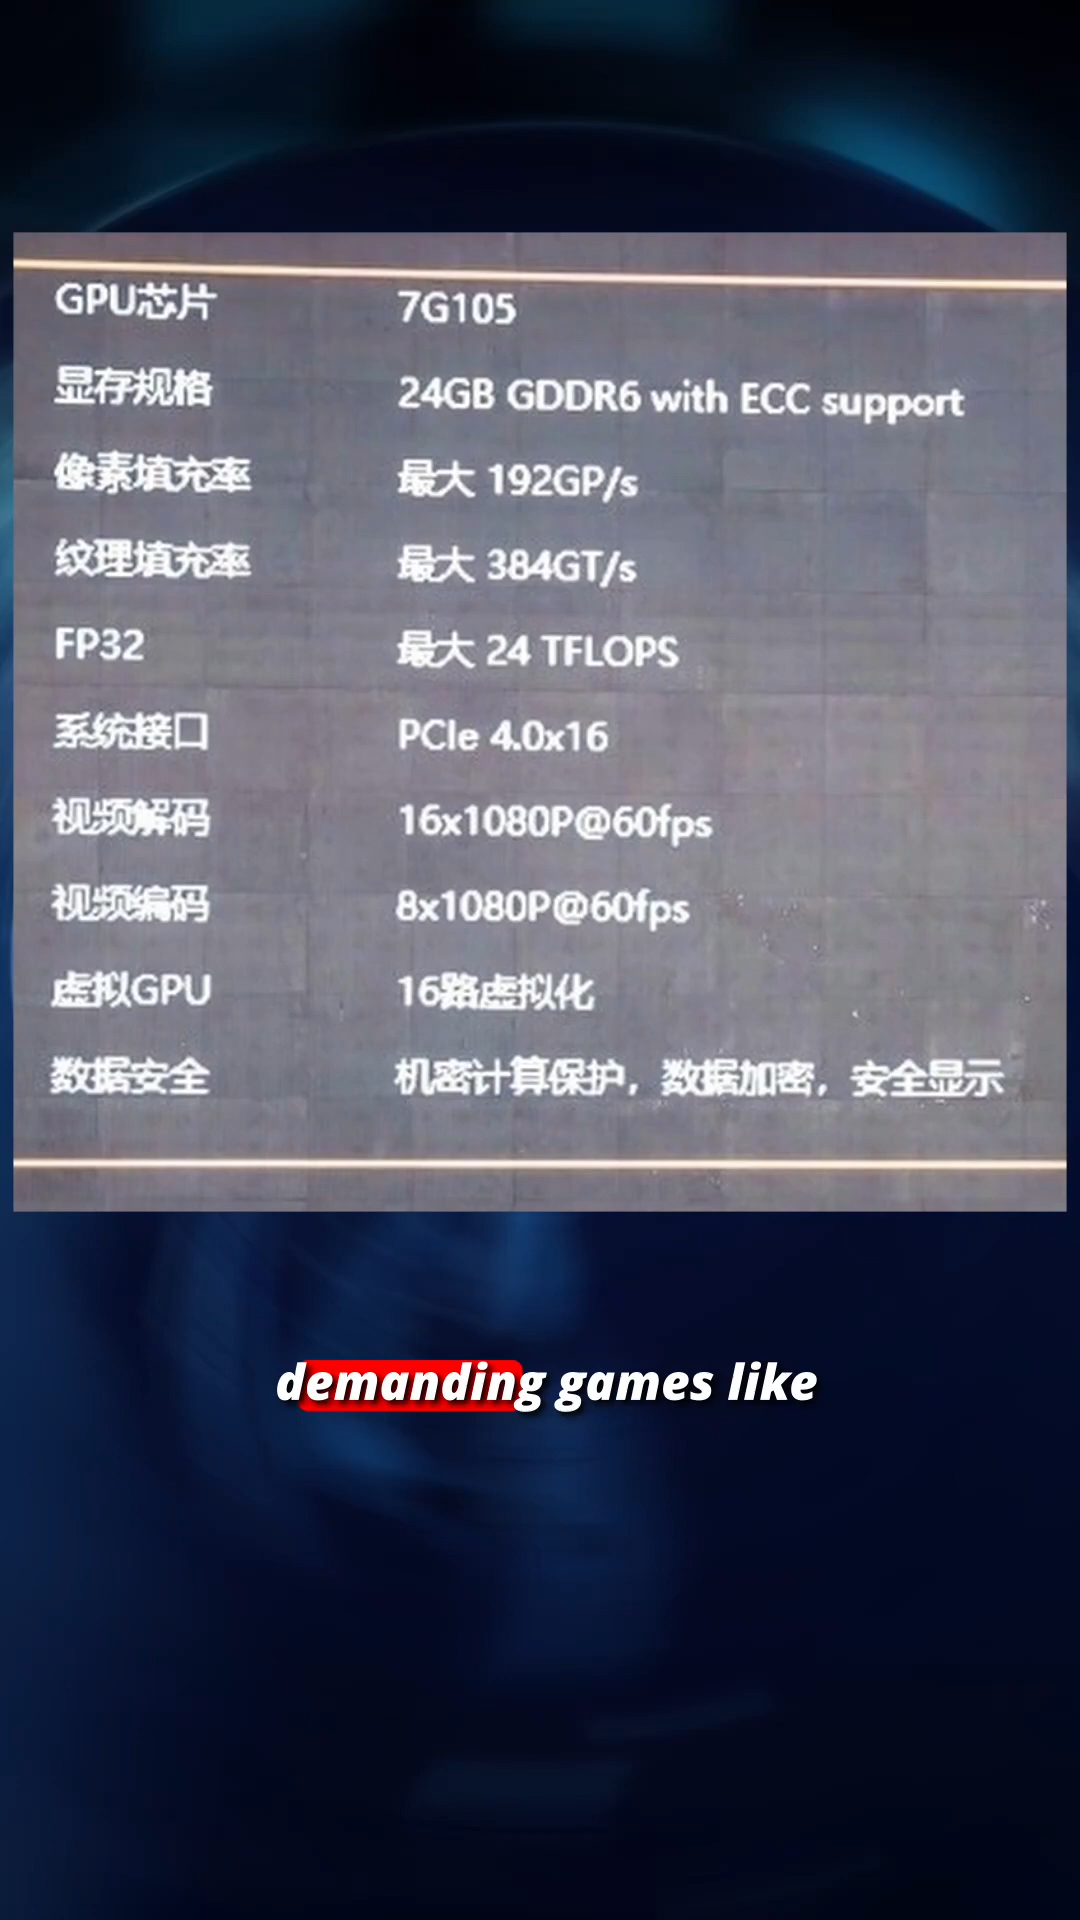 GPU芯片 7G105
显存规格 24GB GDDR6 with ECC support
像素填充率 最大 192GP/s
纹理填充率 最大 384GT/s
FP32 最大 24 TFLOPS
系统接口 PCIe 4.0x16
视频解码 16x1080P@60fps
视频编码 8x1080P@60fps
虚拟GPU 16路虚拟化
数据安全 机密计算保护，数据加密，安全显示
demanding games like